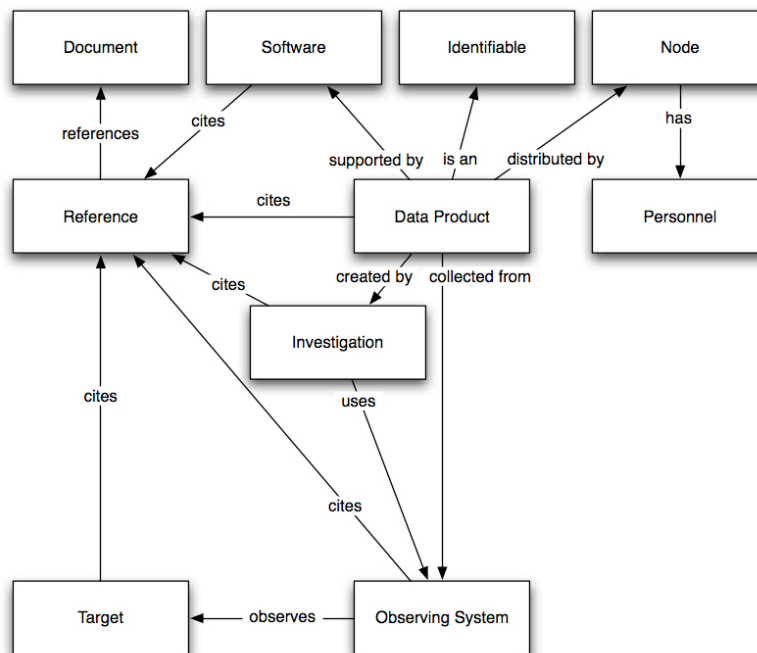 Document
Software
Identifiable
Node
references
cites
supported by
is an
distributed by
has
Reference
cites
Data Product
Personnel
cites
created by
collected from
Investigation
cites
uses
cites
Target
observes
Observing System